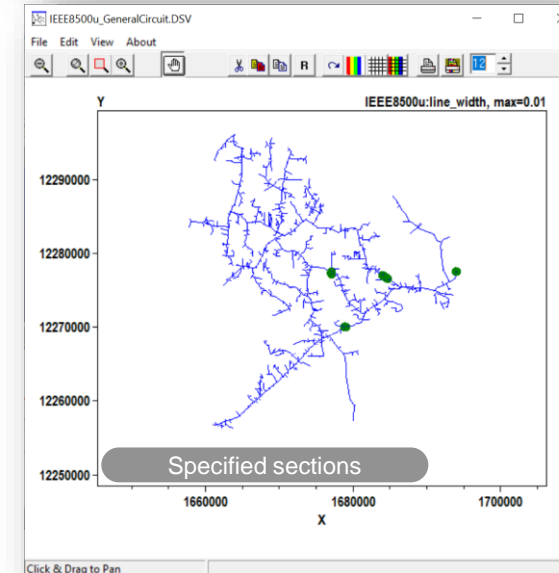 IEEE8500u_GeneralCircuit.DSV
File Edit View About
R
12
Y
IEEE8500u:line_width, max=0.01
12290000
12280000
12270000
12260000
12250000
Specified sections
1660000 1680000 1700000
X
Click & Drag to Pan